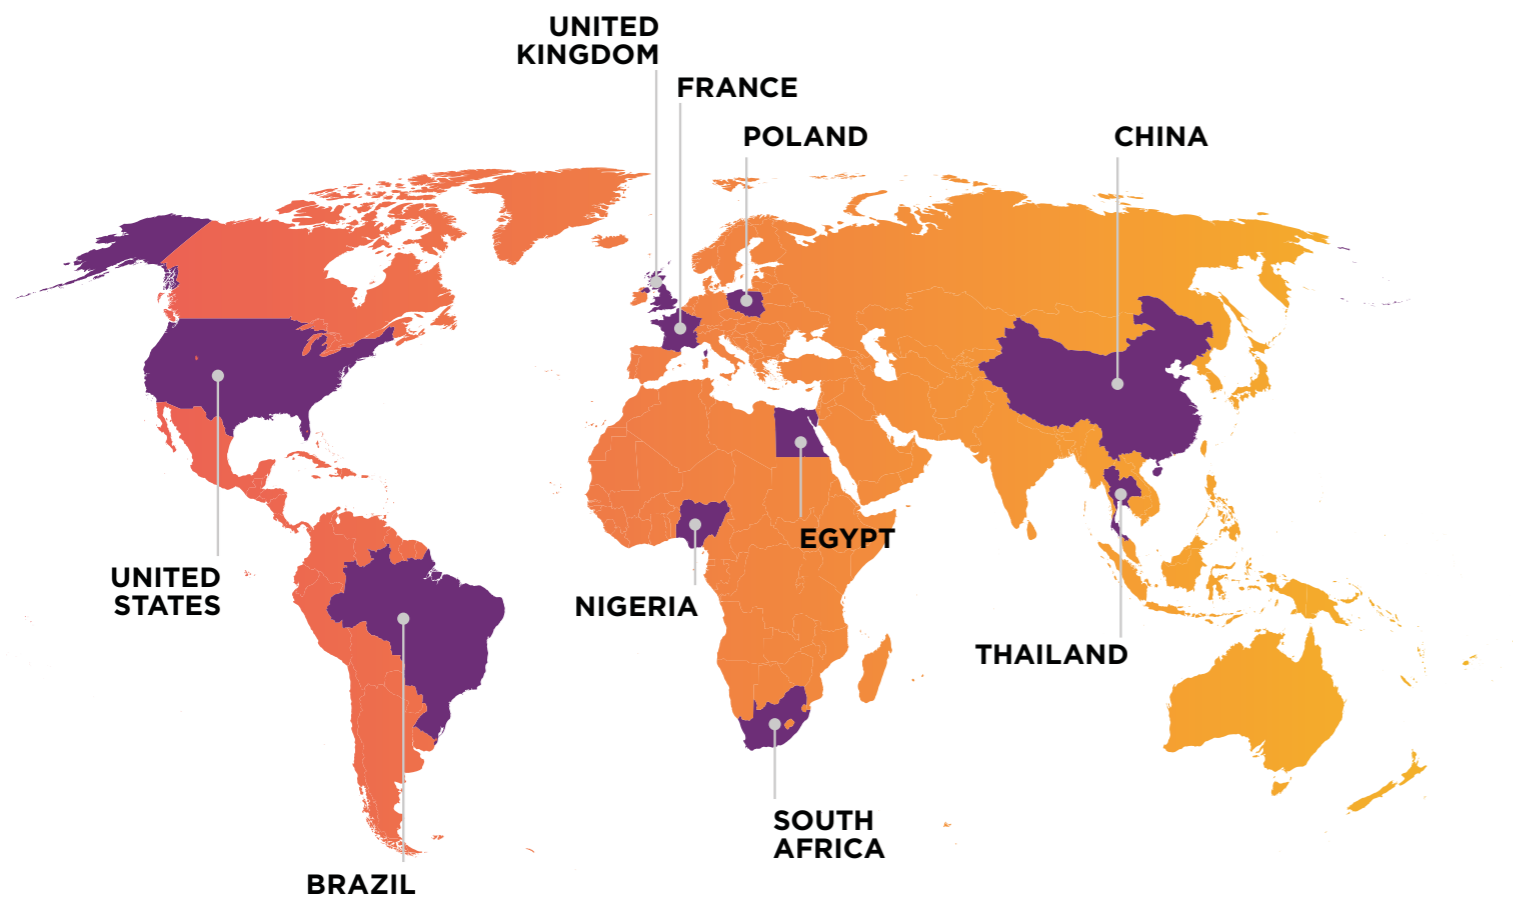 UNITED
KINGDOM
FRANCE
POLAND
CHINA
EGYPT
UNITED
STATES
NIGERIA
THAILAND
SOUTH
AFRICA
BRAZIL